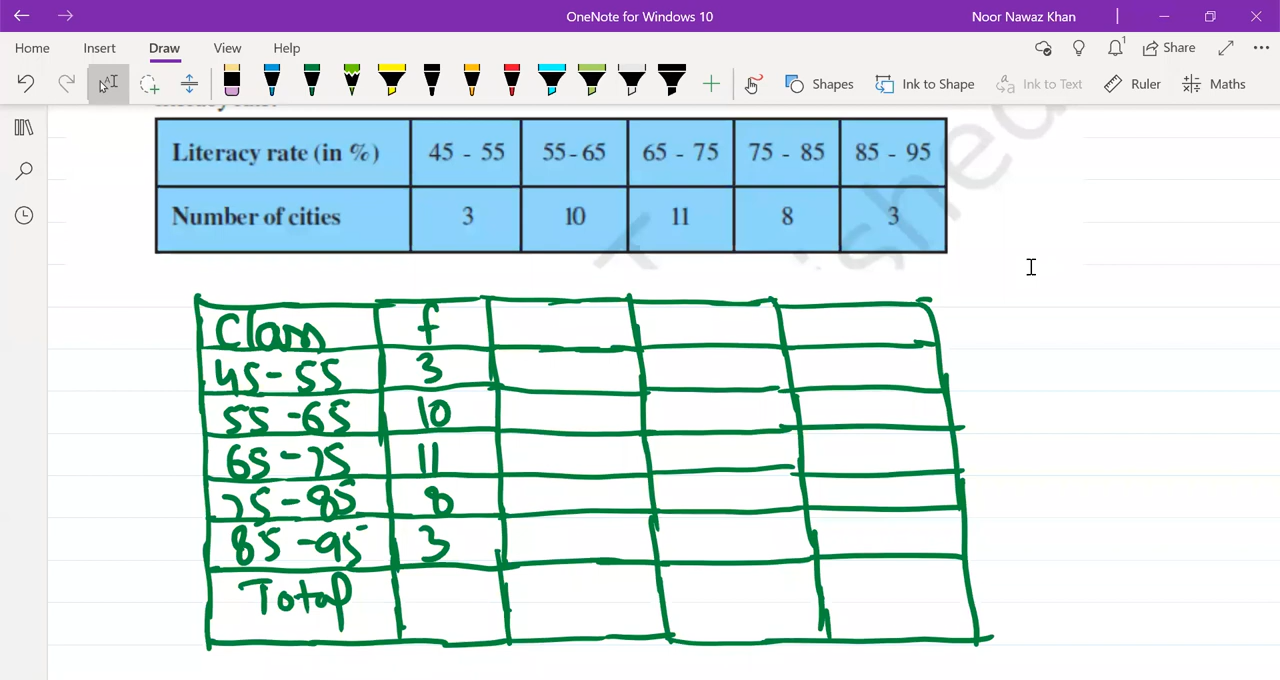 OneNote for Windows 10
Noor Nawaz Khan
Home Insert Draw View Help
1 Share
AI
Shapes Ink to Shape Ink to Text Ruler Maths
Literacy rate (in %) 45 - 55 55-65 65 - 75 75 - 85 85 - 95
Number of cities 3 10 11 8 3
Class f
45-55 3
55-65 10
65-75 11
75-85 8
85-95 3
Total